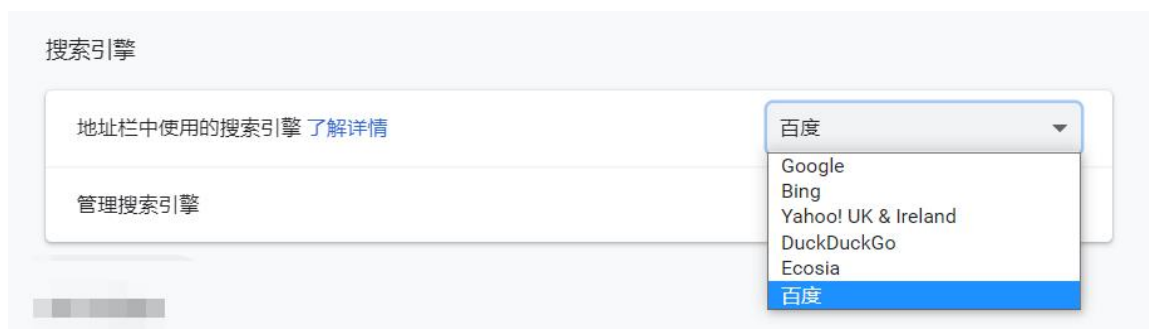 搜索引擎
地址栏中使用的搜索引擎 了解详情
百度
管理搜索引擎
Google
Bing
Yahoo! UK & Ireland
DuckDuckGo
Ecosia
百度